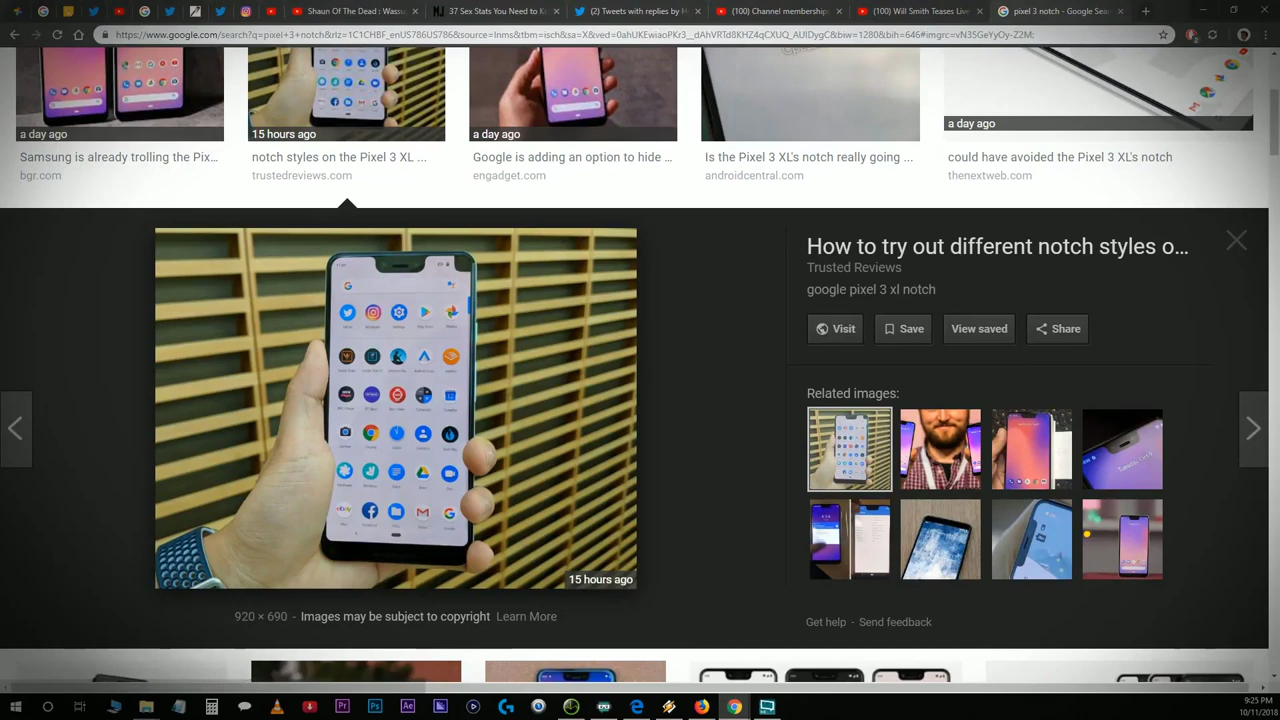 Shaun Of The Dead : Wassu
37 Sex Stats You Need to K
(2) Tweets with replies by M
(100) Channel membership
(100) Will Smith Teases Live
pixel 3 notch - Google Sear
a day ago
15 hours ago
a day ago
a day ago
Samsung is already trolling the Pix...
notch styles on the Pixel 3 XL ...
Google is adding an option to hide ...
Is the Pixel 3 XL's notch really going ...
could have avoided the Pixel 3 XL's notch
bgr.com
trustedreviews.com
engadget.com
androidcentral.com
thenextweb.com
How to try out different notch styles o...
Trusted Reviews
google pixel 3 xl notch
Visit
Save
View saved
Share
Related images:
15 hours ago
920 × 690 - Images may be subject to copyright Learn More
Get help - Send feedback
Pr
Ps
Ae
9:25 PM
10/11/2018